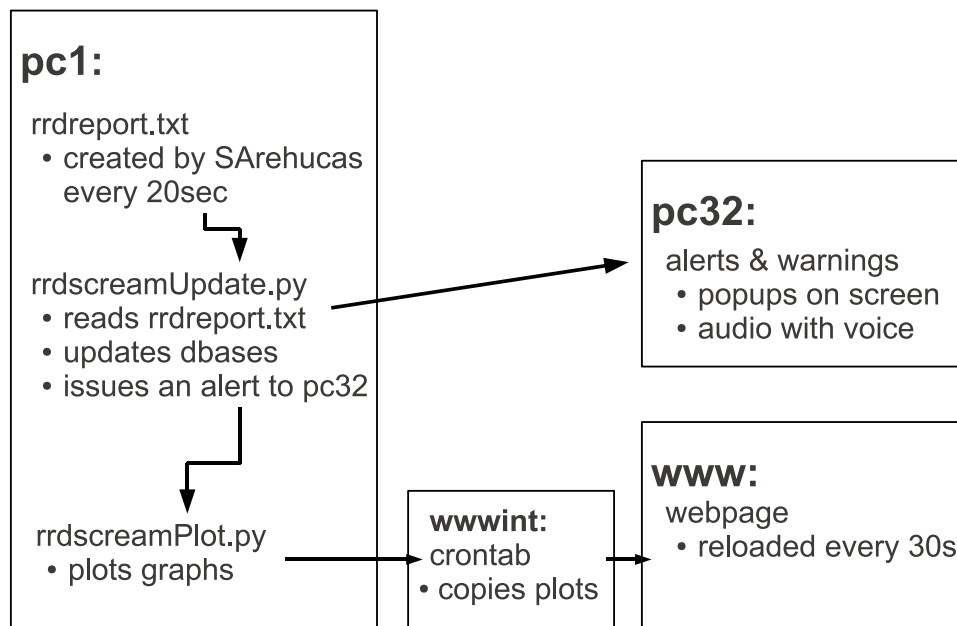 pc1:
rrdreport.txt
• created by SArehucas
every 20sec
rrdscreamUpdate.py
• reads rrdreport.txt
• updates dbases
• issues an alert to pc32
rrdscreamPlot.py
• plots graphs
pc32:
alerts & warnings
• popups on screen
• audio with voice
wwwint:
crontab
• copies plots
www:
webpage
• reloaded every 30s